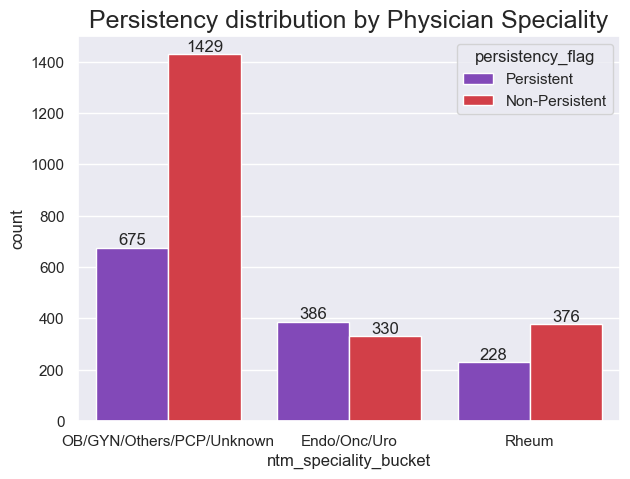 Persistency distribution by Physician Speciality
persistency_flag
Persistent
Non-Persistent
1429
675
386
330
228
376
count
1400
1200
1000
800
600
400
200
0
OB/GYN/Others/PCP/Unknown
Endo/Onc/Uro
Rheum
ntm_speciality_bucket